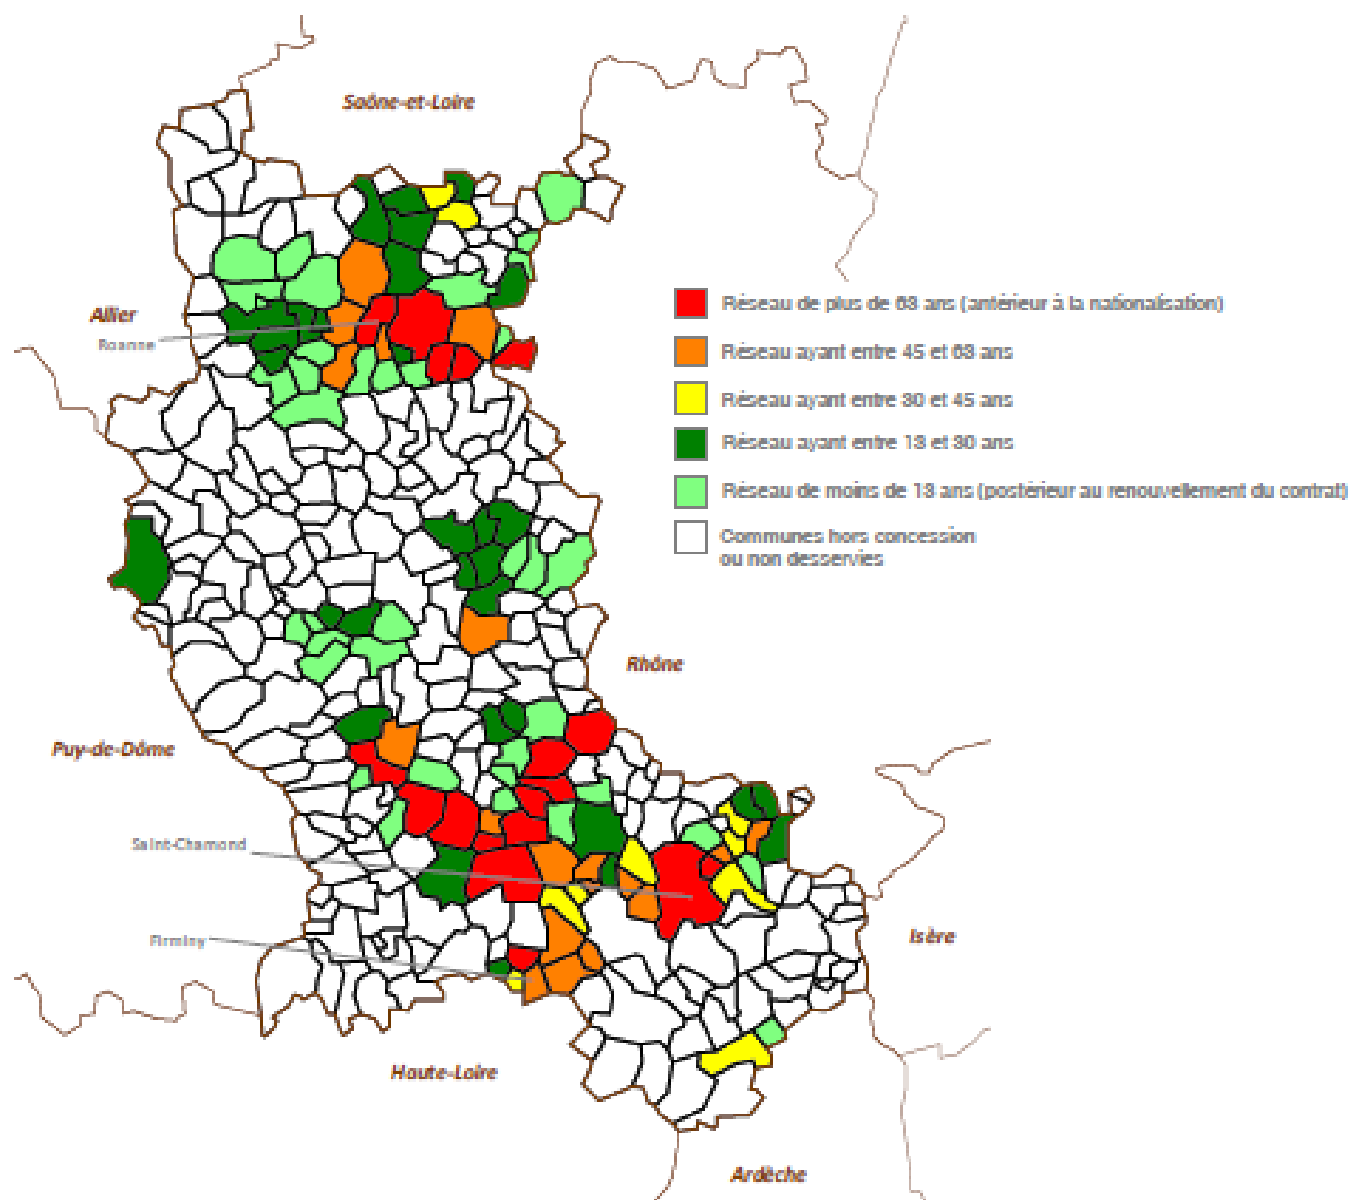 Saône-et-Loire
Allier
Roanne
Réseau de plus de 63 ans (antérieur à la nationalisation)
Réseau ayant entre 45 et 63 ans
Réseau ayant entre 30 et 45 ans
Réseau ayant entre 13 et 30 ans
Réseau de moins de 13 ans (postérieur au renouvellement du contrat)
Communes hors concession
ou non desservies
Rhône
Puy-de-Dôme
Saint-Chamond
Firminy
Isère
Haute-Loire
Ardèche